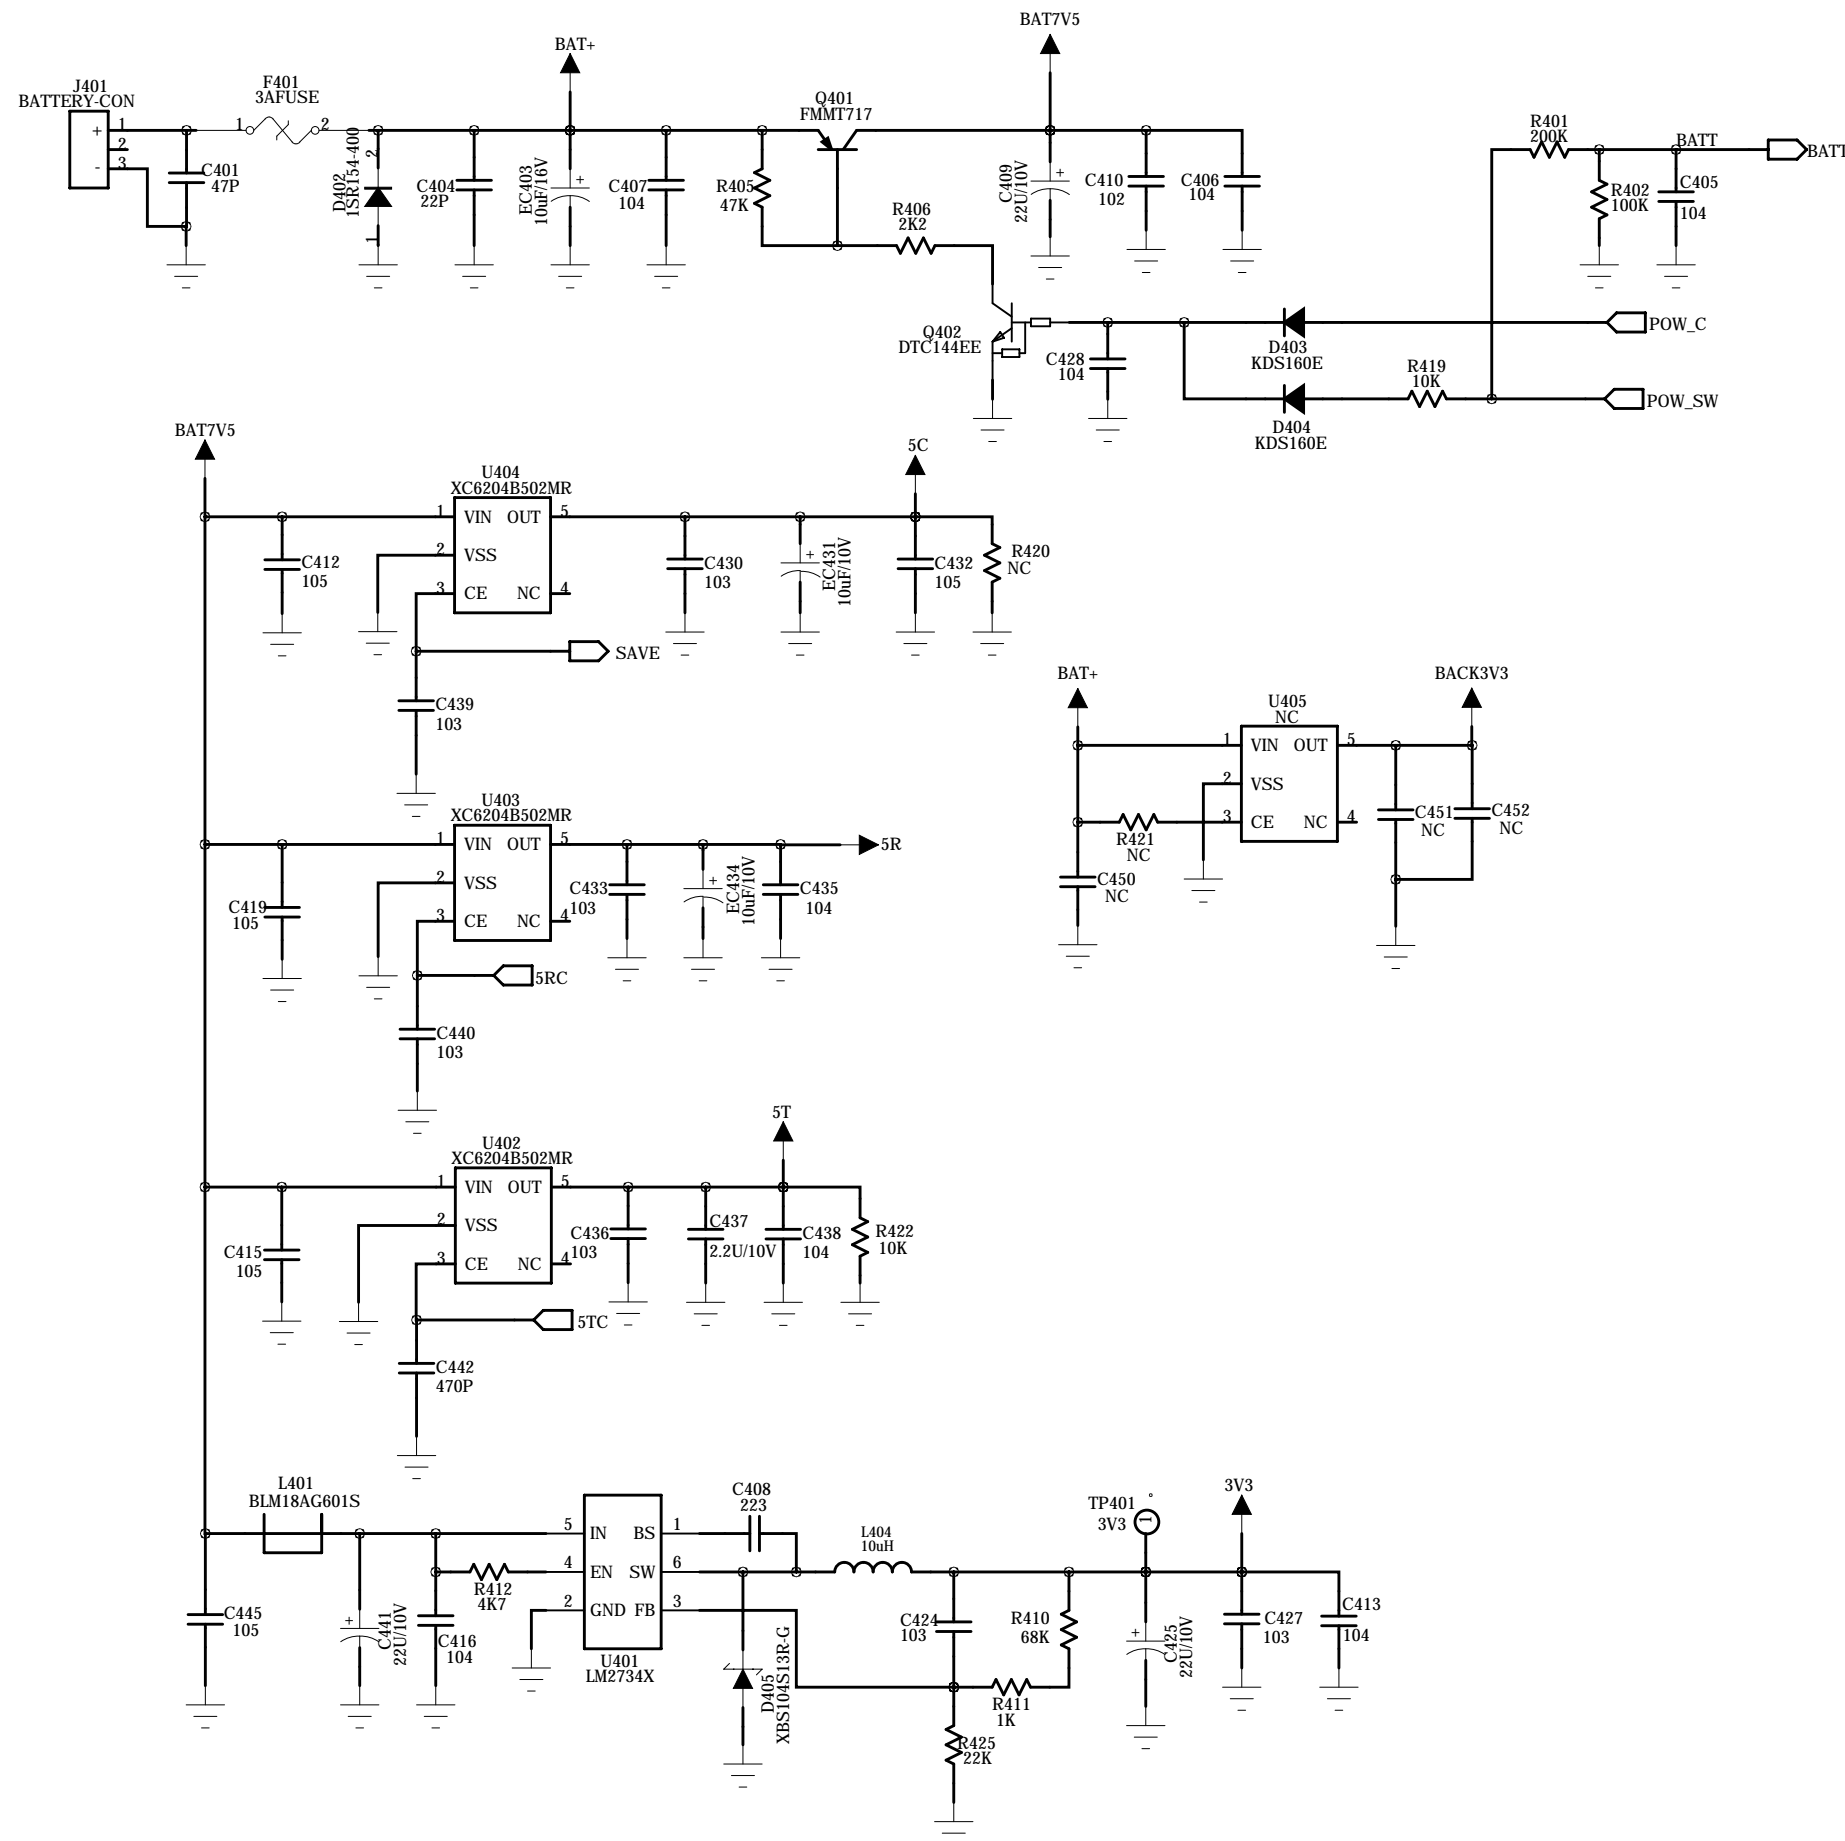 BAT7V5
BAT+
J401
BATTERY-CON
F401
3AFUSE
Q401
FMMT717
+
1
2
3
-
1
2
C401
47P
D402
1SR154-400
2
1
C404
22P
EC403
10uF/16V
+
C407
104
R405
47K
R406
2K2
C409
22U/10V
+
C410
102
C406
104
R401
200K
BATT
BATT
R402
100K
C405
104
Q402
DTC144EE
C428
104
D403
KDS160E
POW_C
R419
10K
D404
KDS160E
POW_SW
BAT7V5
U404
XC6204B502MR
5C
1
VIN
OUT
5
2
VSS
3
CE
NC
4
C412
105
C430
103
EC431
10uF/10V
+
C432
105
R420
NC
SAVE
C439
103
BAT+
BACK3V3
U405
NC
1
VIN
OUT
5
2
VSS
3
CE
NC
4
R421
NC
C450
NC
C451
NC
C452
NC
U403
XC6204B502MR
1
VIN
OUT
5
5R
2
VSS
3
CE
NC
4
C419
105
C433
103
EC434
10uF/10V
+
C435
104
5RC
C440
103
5T
U402
XC6204B502MR
1
VIN
OUT
5
2
VSS
3
CE
NC
4
C415
105
C436
103
C437
2.2U/10V
C438
104
R422
10K
5TC
C442
470P
L401
BLM18AG601S
C408
223
L404
10uH
TP401
3V3
1
3V3
5
IN
BS
1
4
EN
SW
6
2
GND
FB
3
R412
4K7
U401
LM2734X
C445
105
C441
22U/10V
+
C416
104
D405
XBS104S13R-G
C424
103
R410
68K
R411
1K
R425
22K
C425
22U/10V
+
C427
103
C413
104